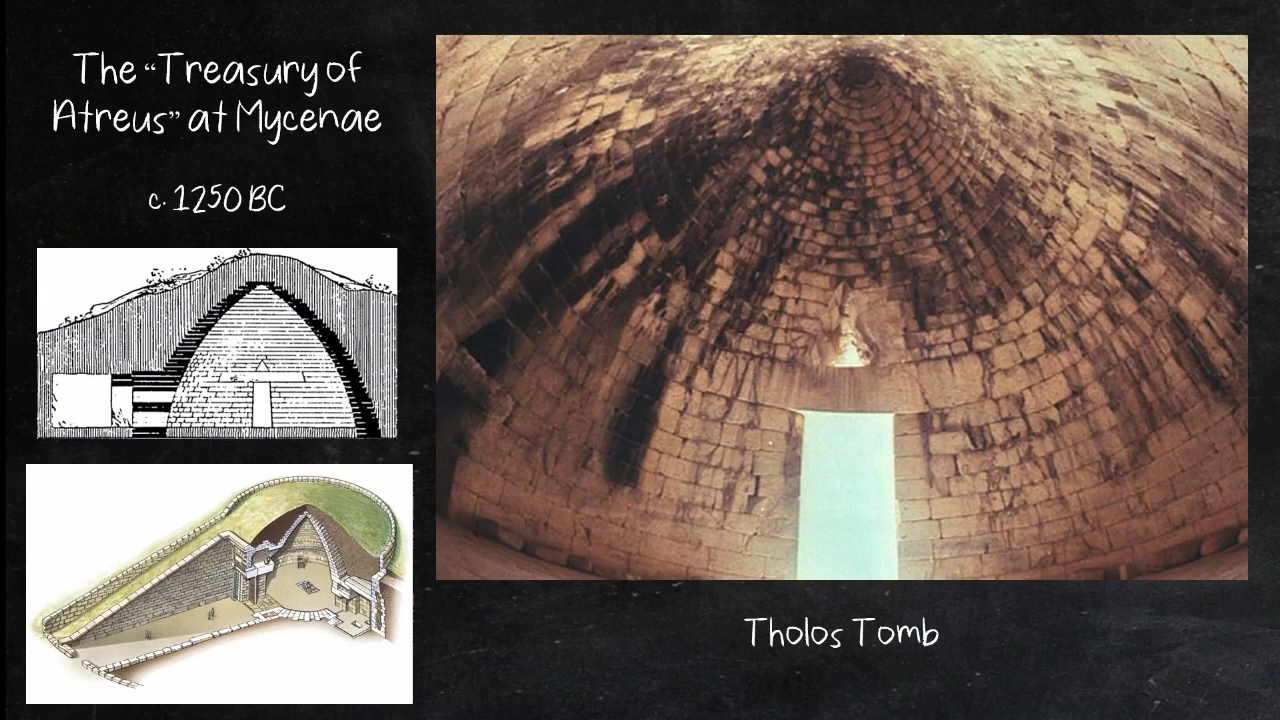 The “Treasury of
Atreus” at Mycenae
c. 1250 BC
Tholos Tomb